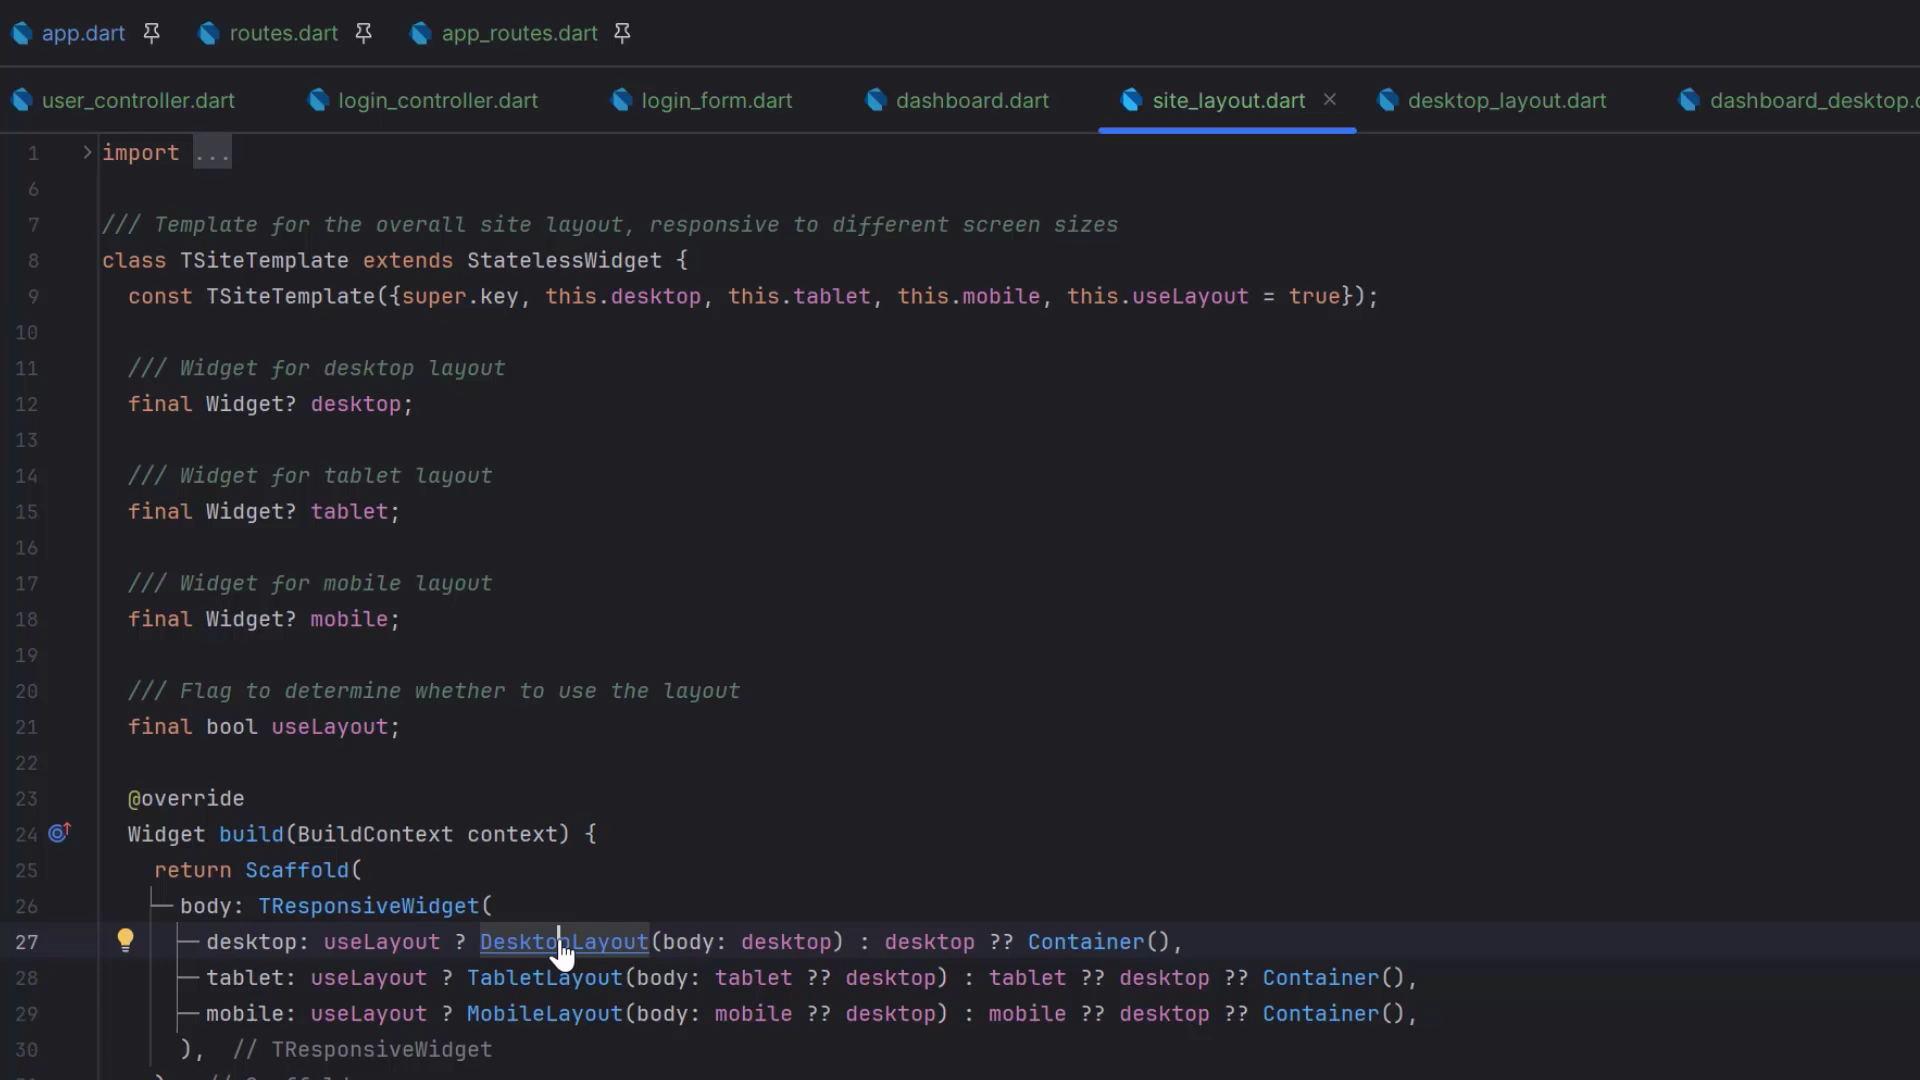 app.dart routes.dart app_routes.dart
user_controller.dart login_controller.dart login_form.dart dashboard.dart site_layout.dart desktop_layout.dart dashboard_desktop.
1 import ...
6
7 /// Template for the overall site layout, responsive to different screen sizes
8 class TSiteTemplate extends StatelessWidget {
9 const TSiteTemplate({super.key, this.desktop, this.tablet, this.mobile, this.useLayout = true});
10
11 /// Widget for desktop layout
12 final Widget? desktop;
13
14 /// Widget for tablet layout
15 final Widget? tablet;
16
17 /// Widget for mobile layout
18 final Widget? mobile;
19
20 /// Flag to determine whether to use the layout
21 final bool useLayout;
22
23 @override
24 Widget build(BuildContext context) {
25 return Scaffold(
26 body: TResponsiveWidget(
27 desktop: useLayout ? DesktopLayout(body: desktop) : desktop ?? Container(),
28 tablet: useLayout ? TabletLayout(body: tablet ?? desktop) : tablet ?? desktop ?? Container(),
29 mobile: useLayout ? MobileLayout(body: mobile ?? desktop) : mobile ?? desktop ?? Container(),
30 ), // TResponsiveWidget